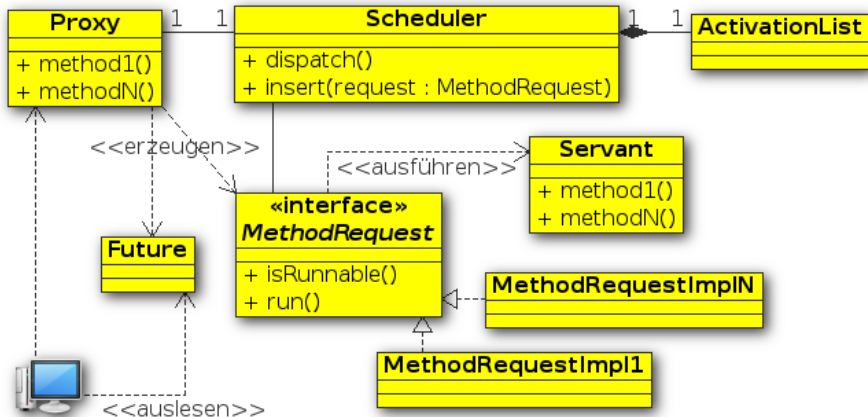 Proxy
+ method1()
+ methodN()
1
1
Scheduler
+ dispatch()
+ insert(request : MethodRequest)
1
1
ActivationList
<<erzeugen>>
<<ausführen>>
Servant
+ method1()
+ methodN()
«interface»
MethodRequest
+ isRunnable()
+ run()
Future
MethodRequestImplN
MethodRequestImpl1
<<auslesen>>